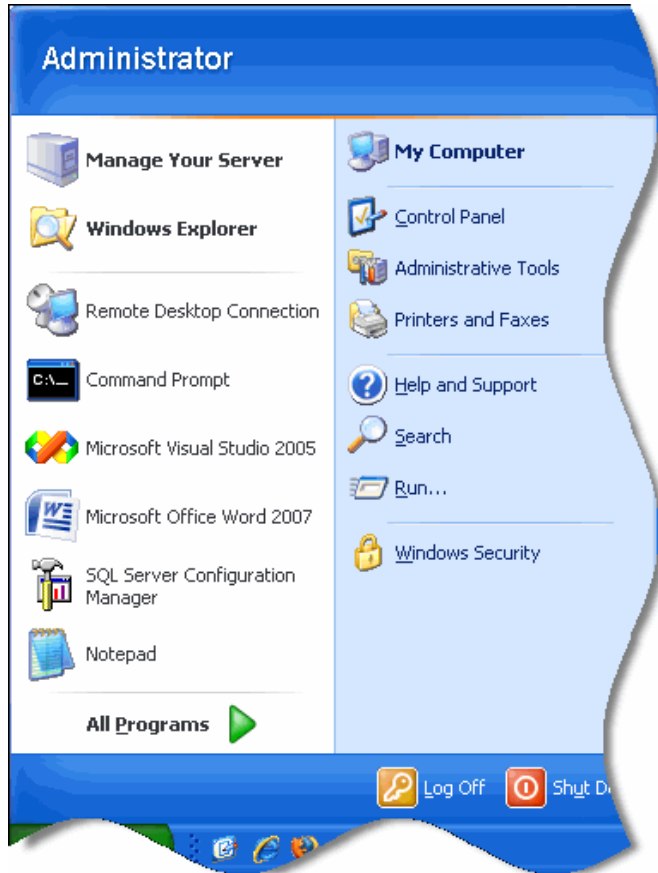 Administrator
Manage Your Server
Windows Explorer
Remote Desktop Connection
C:\_
Command Prompt
Microsoft Visual Studio 2005
W
Microsoft Office Word 2007
SQL Server Configuration
Manager
Notepad
All Programs
My Computer
Control Panel
Administrative Tools
Printers and Faxes
Help and Support
Search
Run...
Windows Security
Log Off
Shut